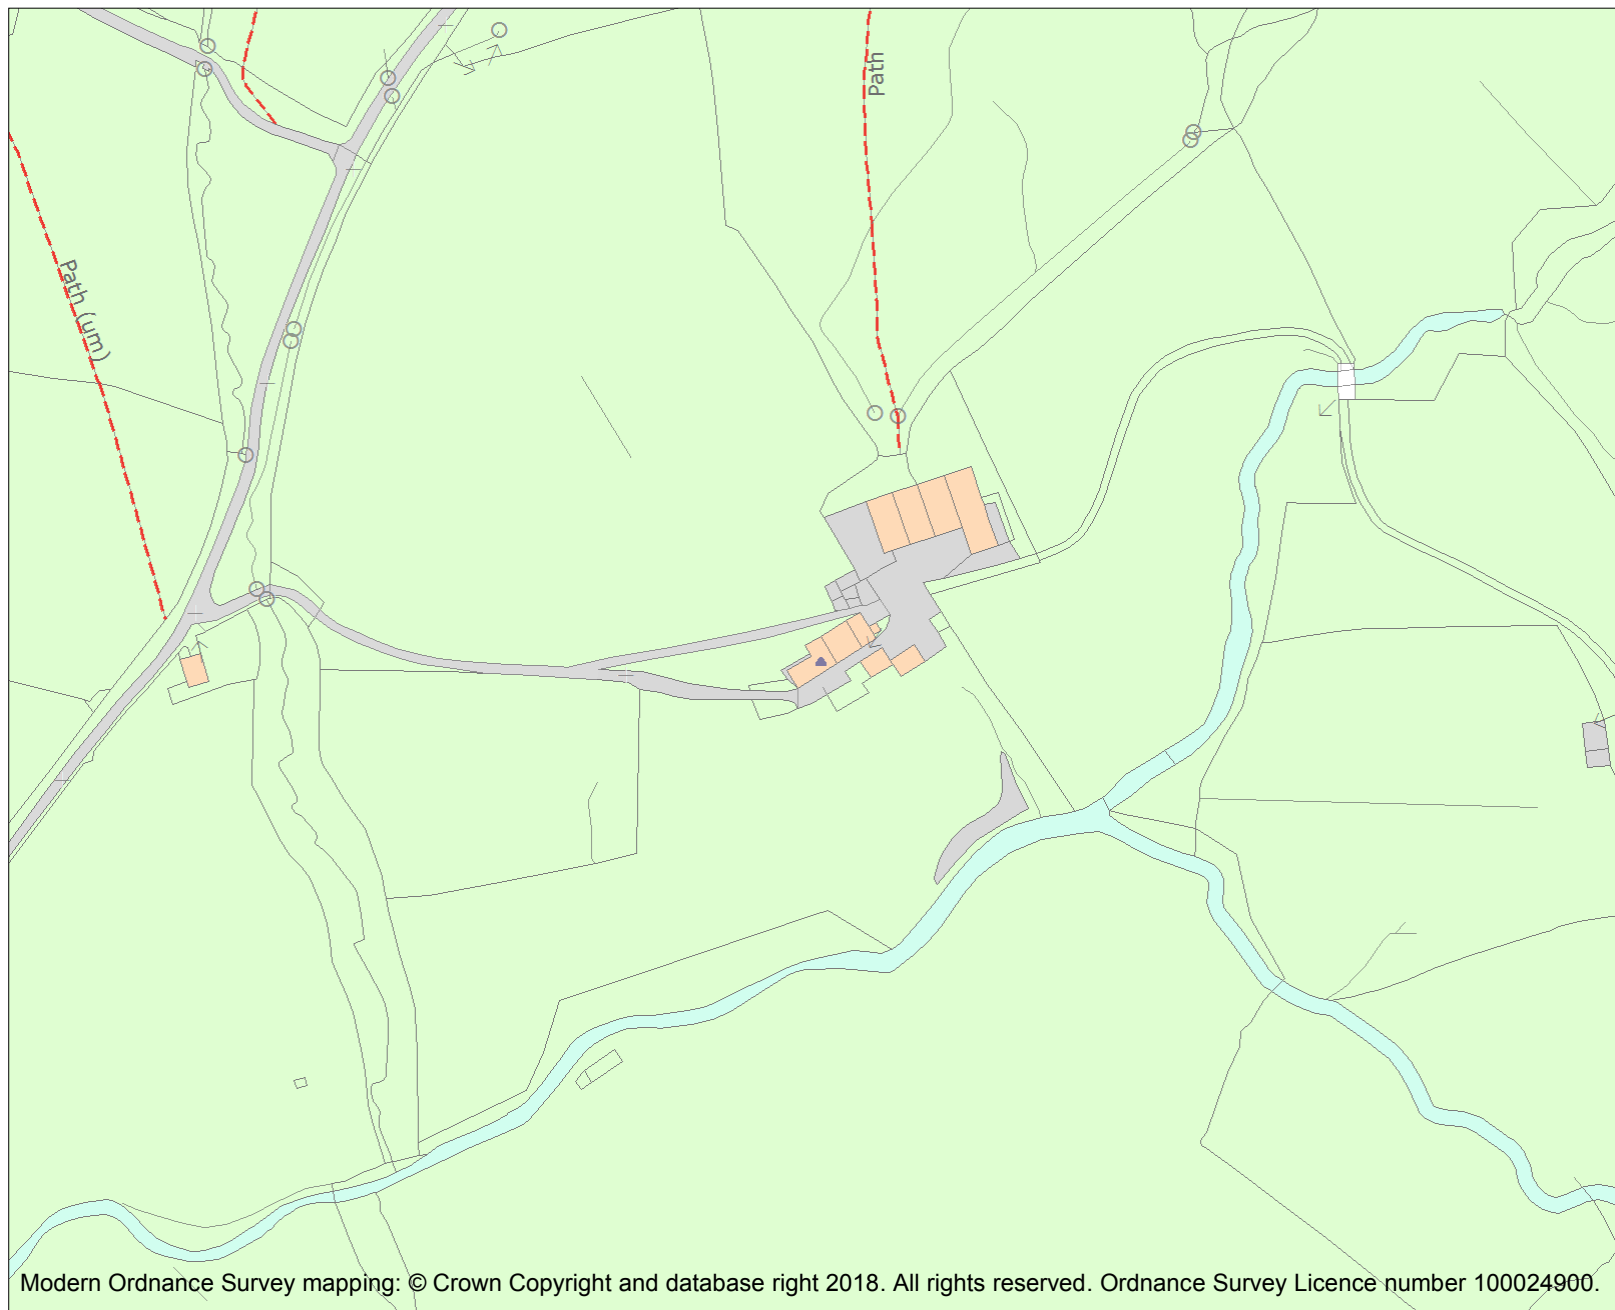 Path
Path (um)
Modern Ordnance Survey mapping: © Crown Copyright and database right 2018. All rights reserved. Ordnance Survey Licence number 100024900.